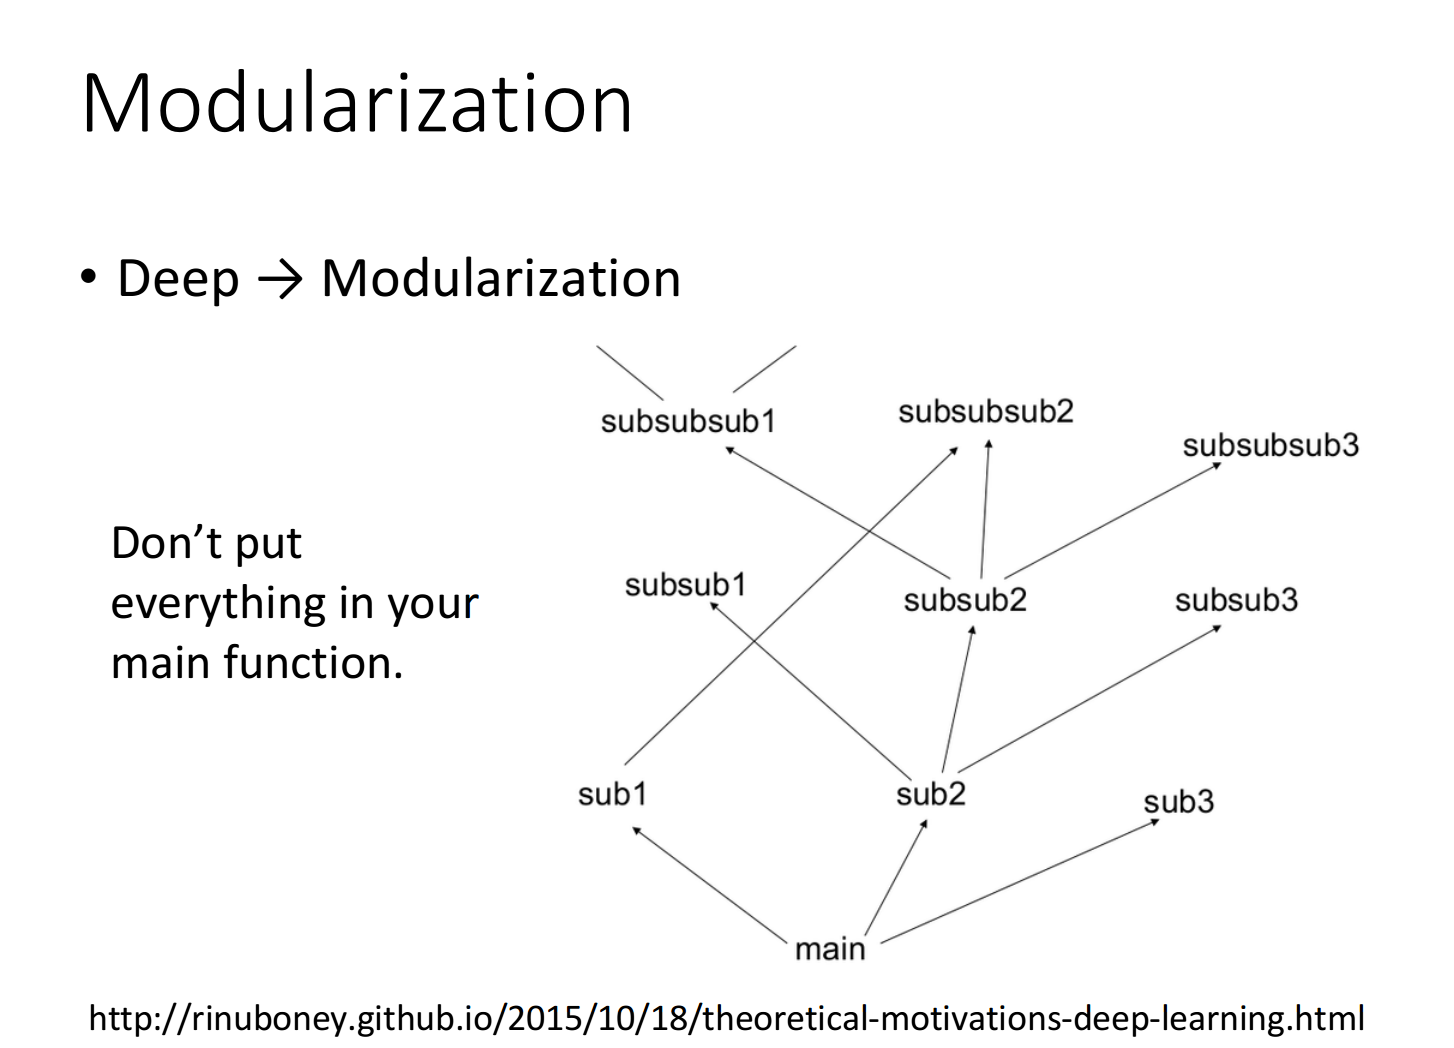 Modularization
• Deep → Modularization
subsubsub1
subsubsub2
subsubsub3
Don’t put
everything in your
main function.
subsub1
subsub2
subsub3
sub1
sub2
sub3
main
http://rinuboney.github.io/2015/10/18/theoretical-motivations-deep-learning.html